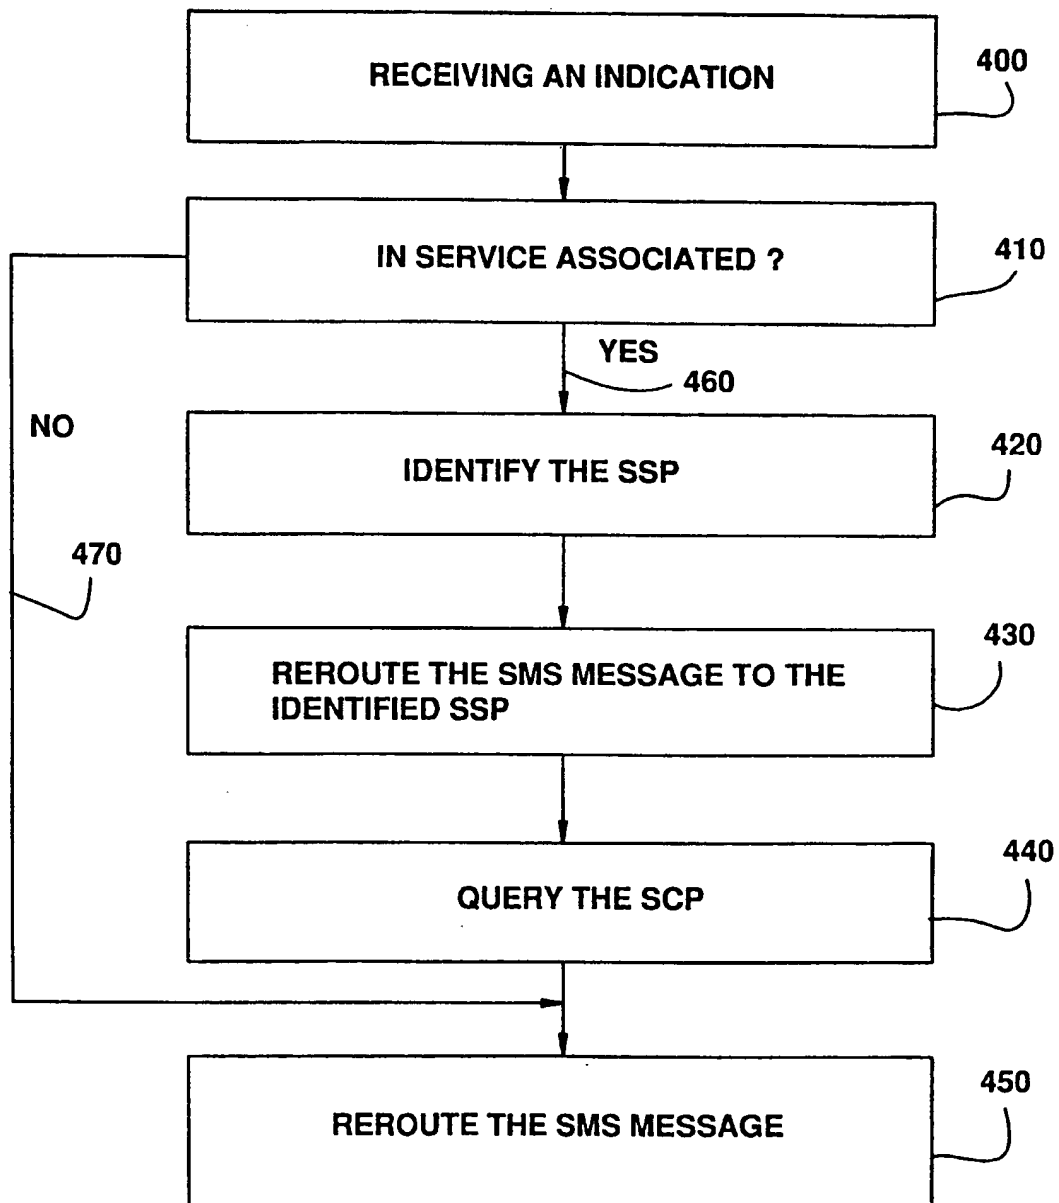 RECEIVING AN INDICATION
400
IN SERVICE ASSOCIATED ?
410
YES
460
NO
IDENTIFY THE SSP
420
470
REROUTE THE SMS MESSAGE TO THE
IDENTIFIED SSP
430
QUERY THE SCP
440
REROUTE THE SMS MESSAGE
450